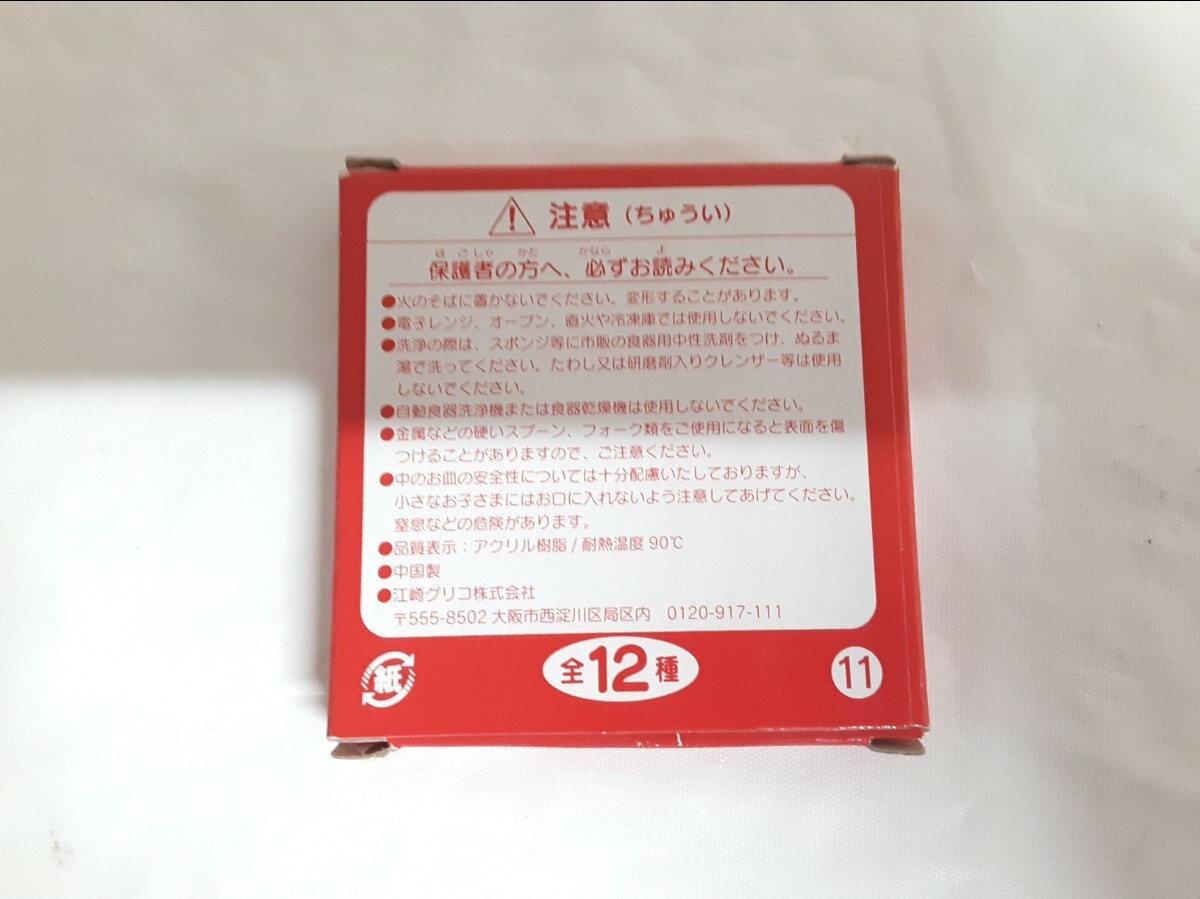 注意（ちゅうい）
ほごしゃ かた かなら よ
保護者の方へ、必ずお読みください。
●火のそばに置かないでください。変形することがあります。
●電子レンジ、オーブン、直火や冷凍庫では使用しないでください。
●洗浄の際は、スポンジ等に市販の食器用中性洗剤をつけ、ぬるま
湯で洗ってください。たわし又は研磨剤入りクレンザー等は使用
しないでください。
●自動食器洗浄機または食器乾燥機は使用しないでください。
●金属などの硬いスプーン、フォーク類をご使用になると表面を傷
つけることがありますので、ご注意ください。
●中のお皿の安全性については十分配慮いたしておりますが、
小さなお子さまにはお口に入れないよう注意してあげてください。
窒息などの危険があります。
●品質表示：アクリル樹脂/耐熱温度90℃
●中国製
●江崎グリコ株式会社
〒555-8502 大阪市西淀川区局区内 0120-917-111
紙 全12種 11